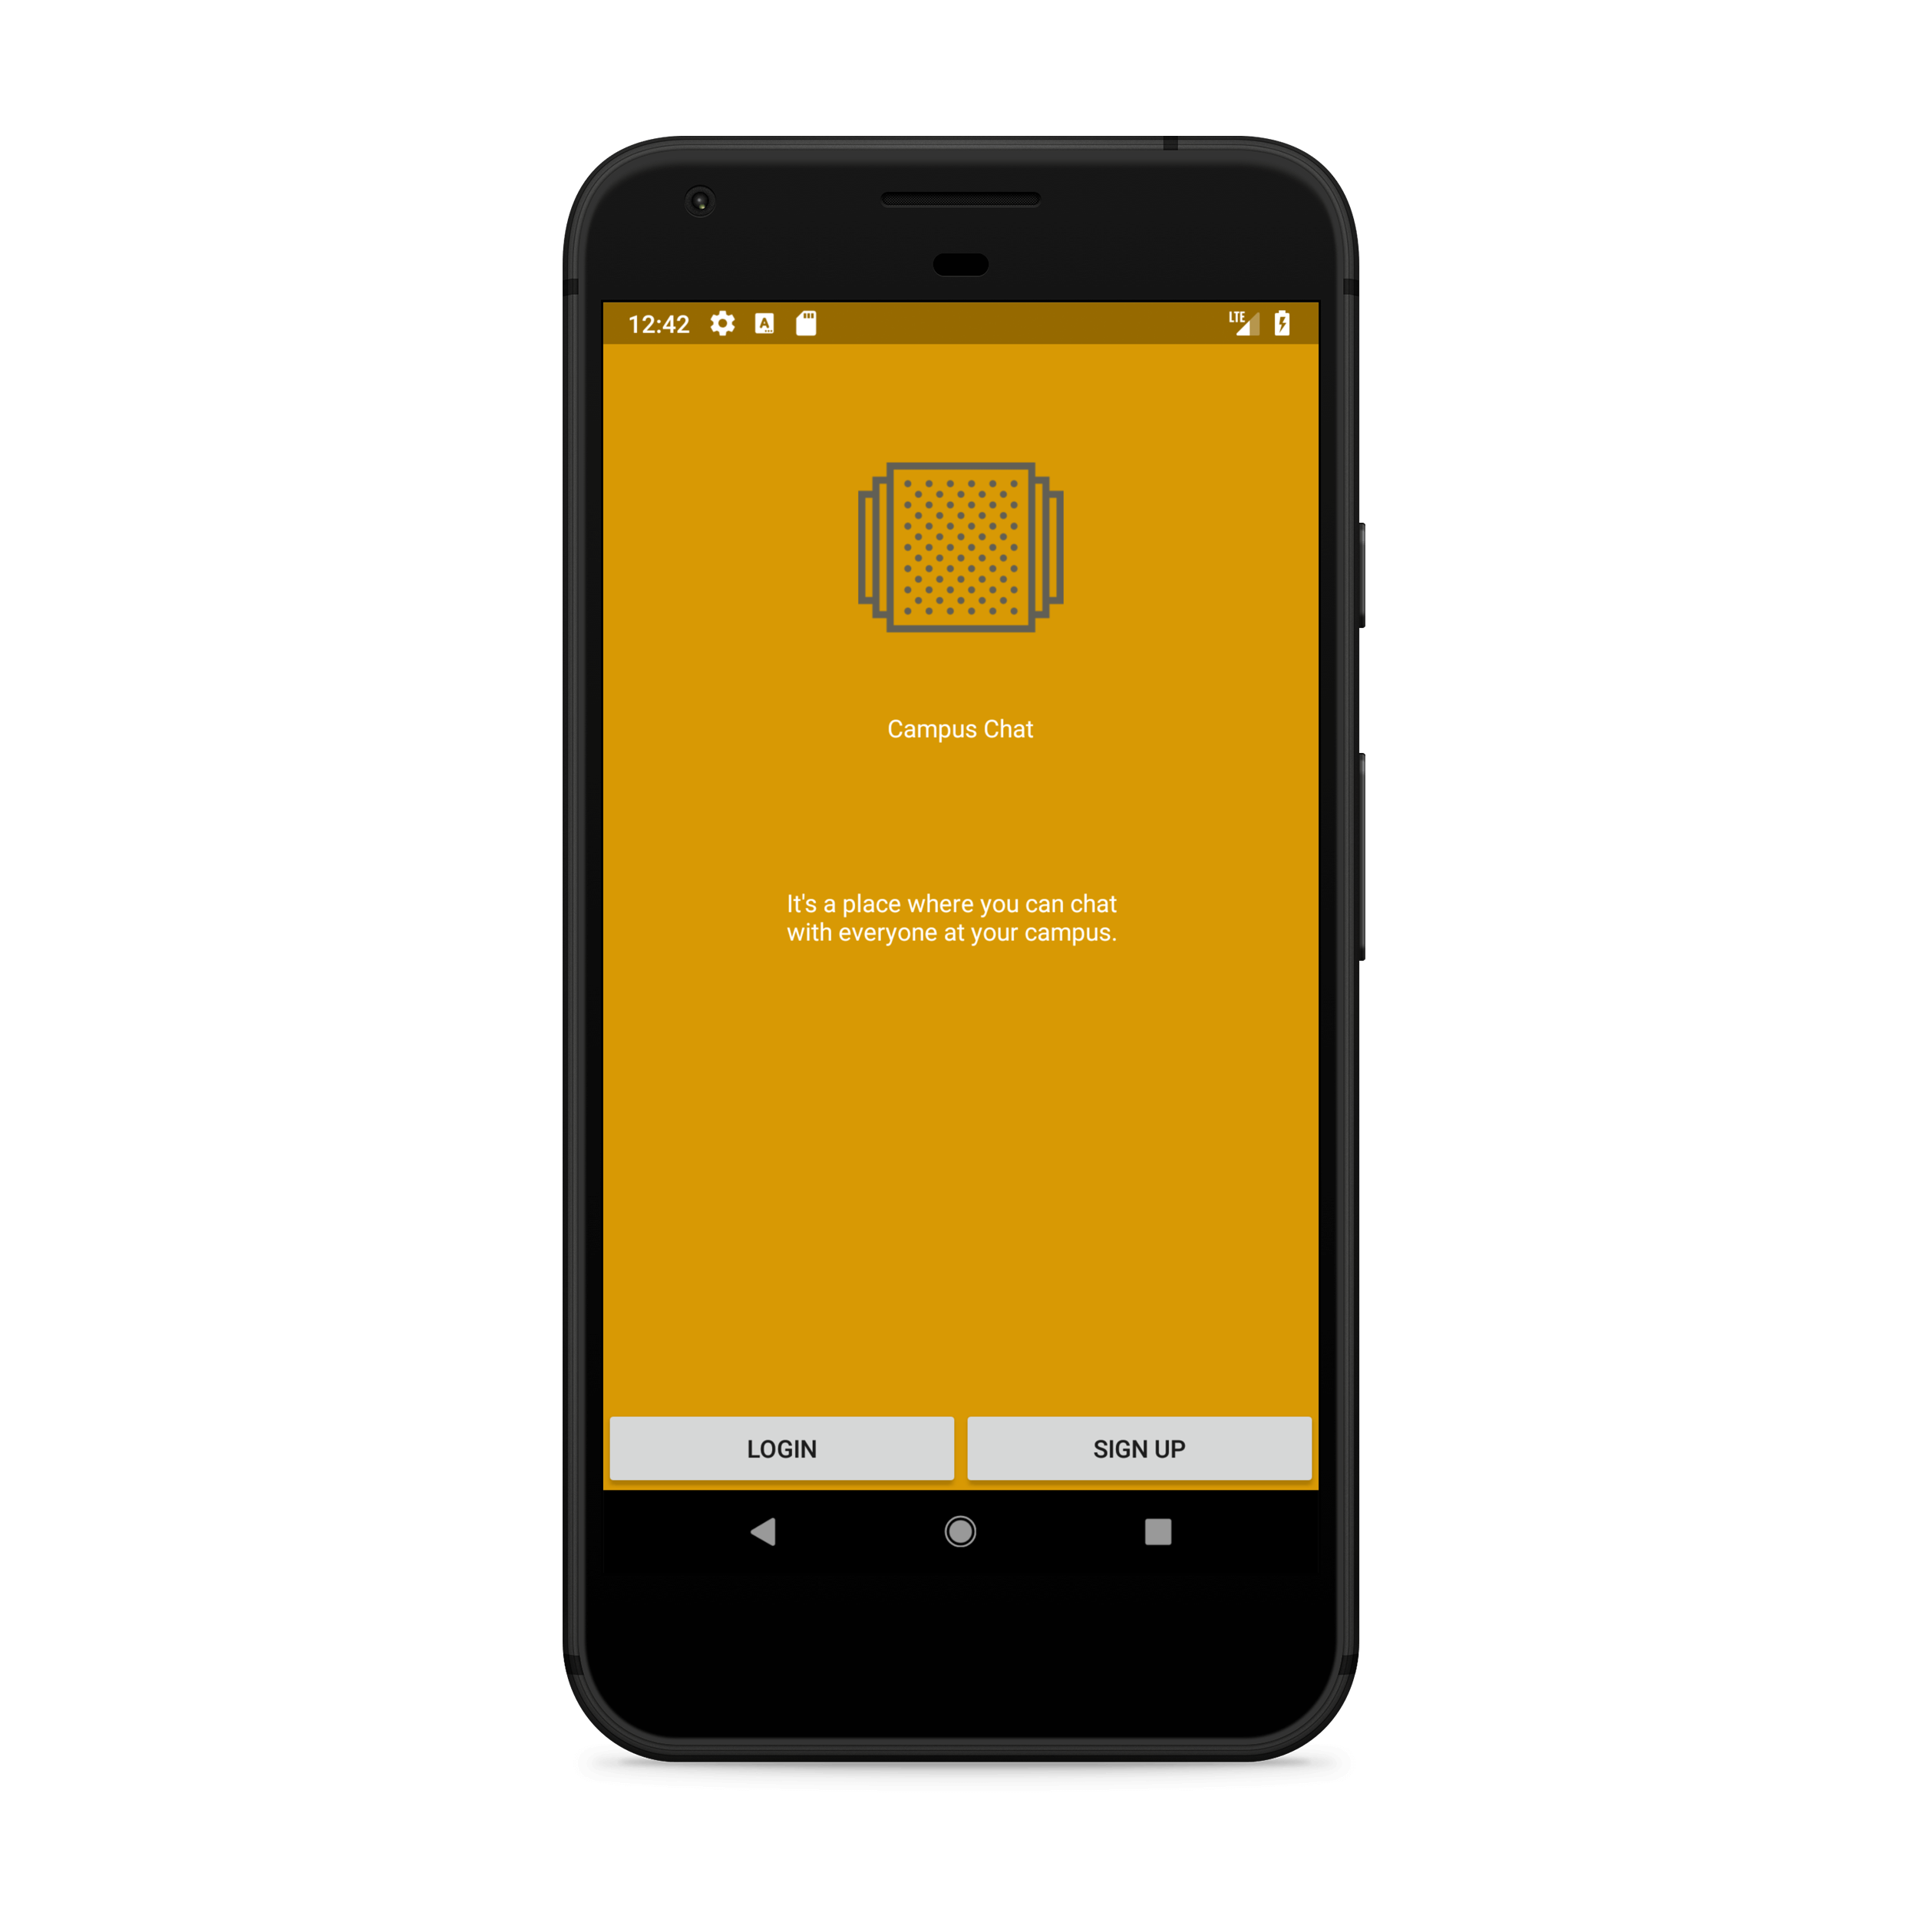 12:42
LTE
Campus Chat
It's a place where you can chat
with everyone at your campus.
LOGIN
SIGN UP